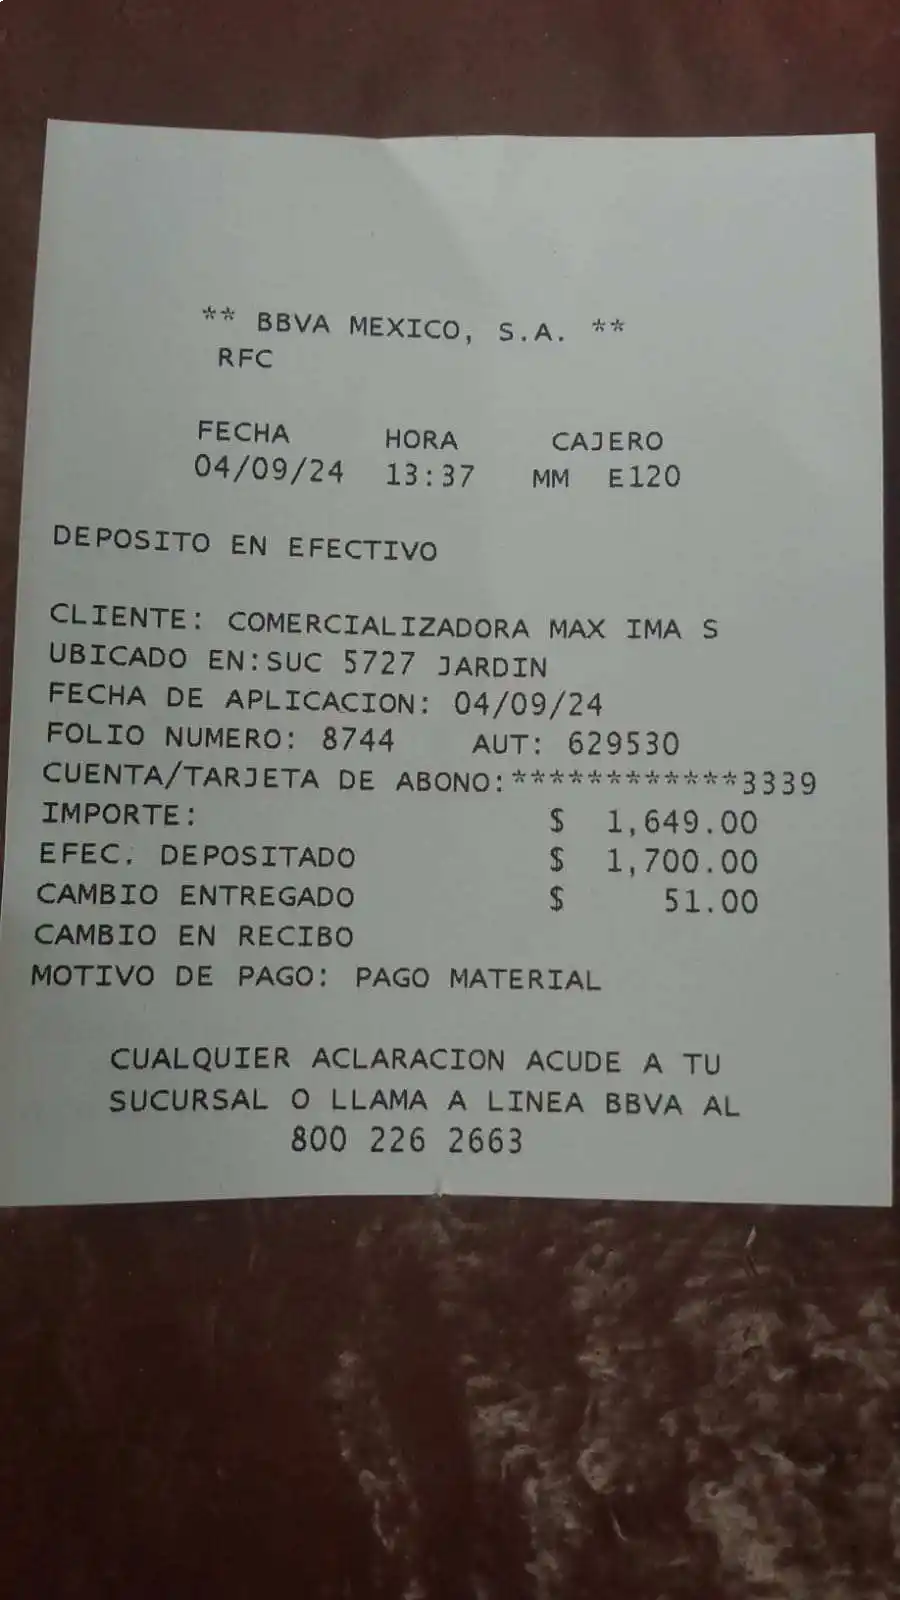 ** BBVA MEXICO, S.A. **
RFC
FECHA HORA CAJERO
04/09/24 13:37 MM E120
DEPOSITO EN EFECTIVO
CLIENTE: COMERCIALIZADORA MAX IMA S
UBICADO EN:SUC 5727 JARDIN
FECHA DE APLICACION: 04/09/24
FOLIO NUMERO: 8744 AUT: 629530
CUENTA/TARJETA DE ABONO:************3339
IMPORTE: $ 1,649.00
EFEC. DEPOSITADO $ 1,700.00
CAMBIO ENTREGADO $ 51.00
CAMBIO EN RECIBO
MOTIVO DE PAGO: PAGO MATERIAL
CUALQUIER ACLARACION ACUDE A TU
SUCURSAL O LLAMA A LINEA BBVA AL
800 226 2663